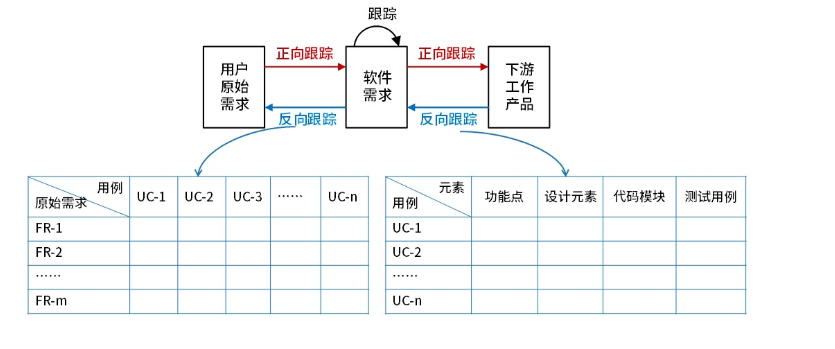 跟踪
用户
原始
需求
正向跟踪
软件
需求
正向跟踪
下游
工作
产品
反向跟踪
反向跟踪
用例
原始需求
UC-1
UC-2
UC-3
……
UC-n
FR-1
FR-2
……
FR-m
元素
用例
功能点
设计元素
代码模块
测试用例
UC-1
UC-2
……
UC-n